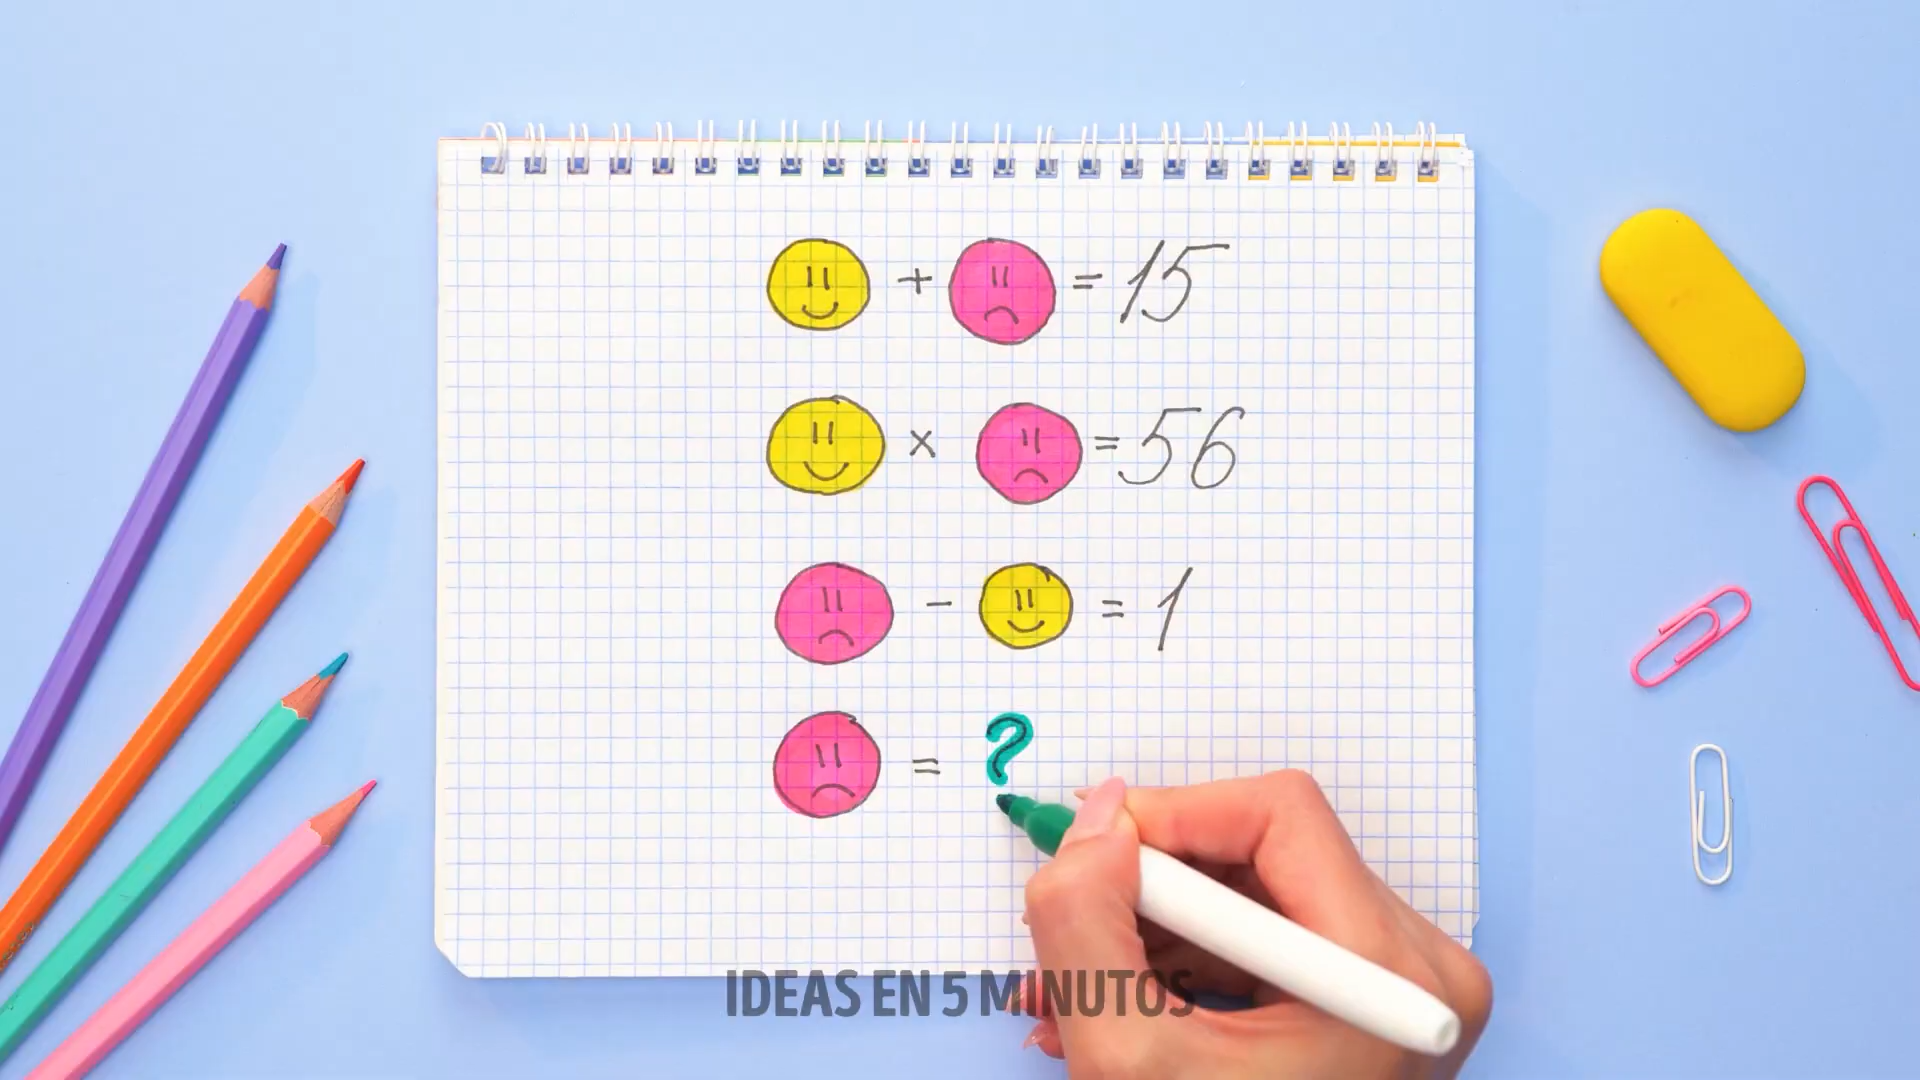 + = 15
x = 56
- = 1
= ?
IDEAS EN 5 MINUTOS